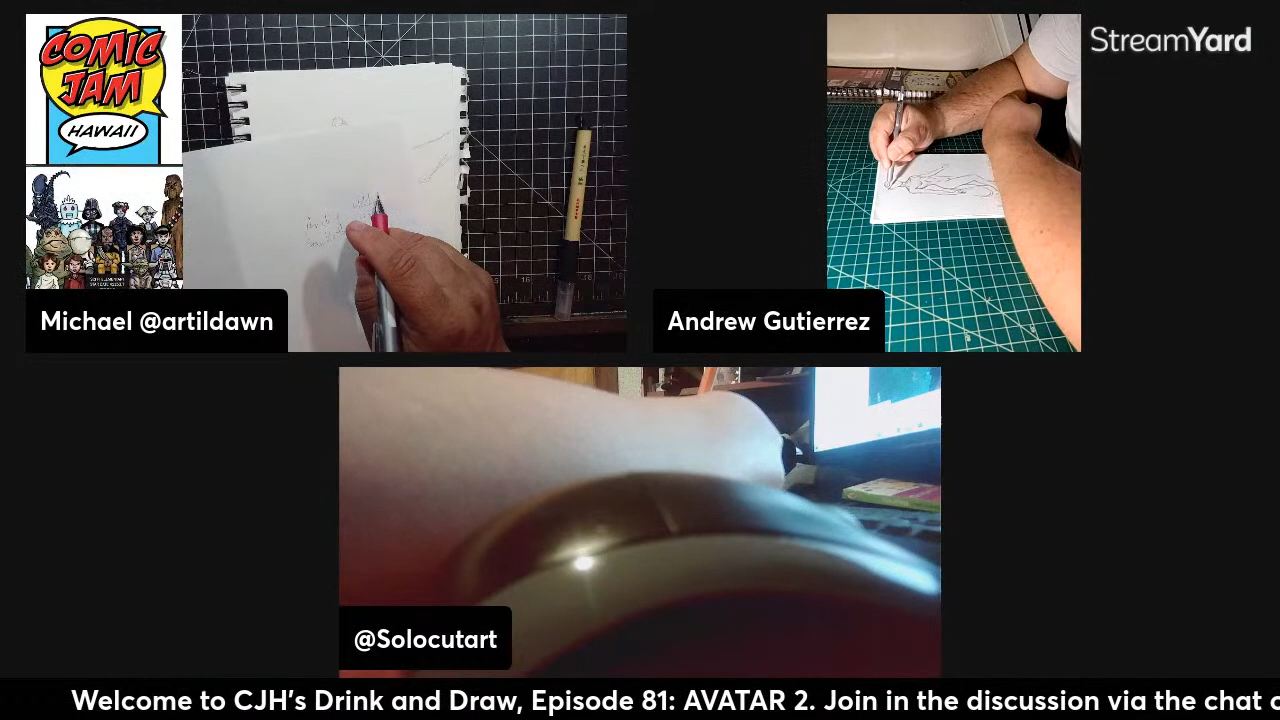 COMIC
JAM
HAWAII
StreamYard
Michael @artildawn
Andrew Gutierrez
@Solocutart
Welcome to CJH's Drink and Draw, Episode 81: AVATAR 2. Join in the discussion via the chat